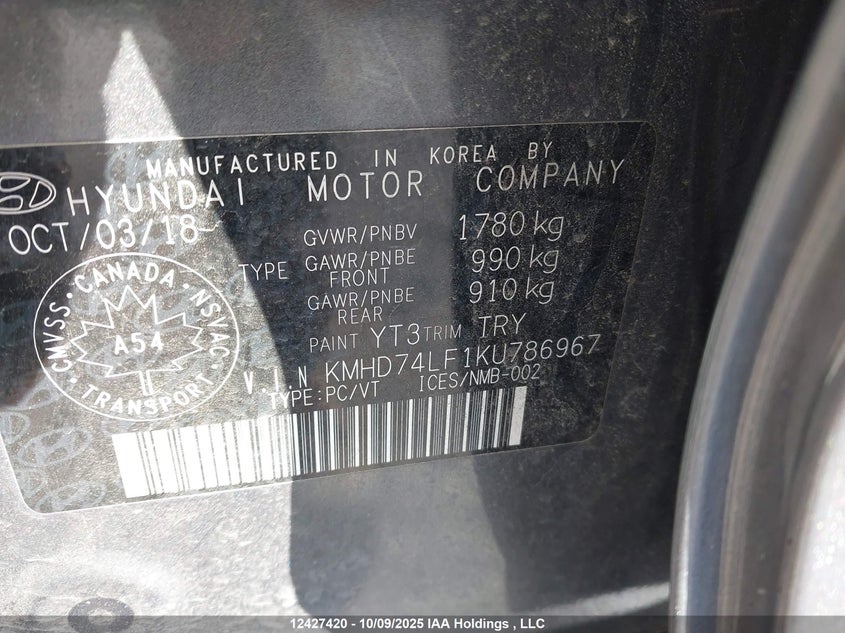 MANUFACTURED IN KOREA BY
HYUNDAI MOTOR COMPANY
OCT/03/18
GVWR/PNBV 1780 kg
TYPE GAWR/PNBE FRONT 990 kg
GAWR/PNBE REAR 910 kg
PAINT YT3 TRIM TRY
V.I.N KMHD74LF1KU786967
TYPE:PC/VT ICES/NMB-002
CANADA
CMVSS. NSVAC
A54
TRANSPORT
12427420 - 10/09/2025 IAA Holdings , LLC